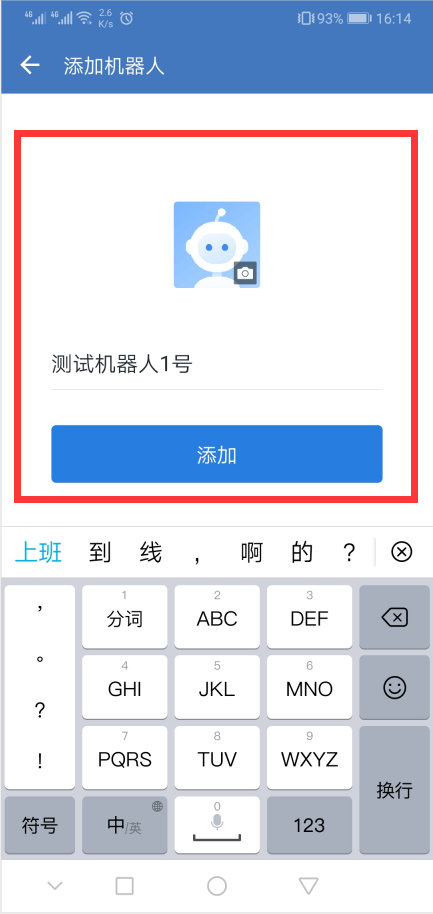 4G 4G 2.6 K/s 93% 16:14
添加机器人
测试机器人1号
添加
上班 到 线 , 啊 的 ?
, 1 分词 2 ABC 3 DEF
。 4 GHI 5 JKL 6 MNO
?
! 7 PQRS 8 TUV 9 WXYZ 换行
符号 中/英 0 123